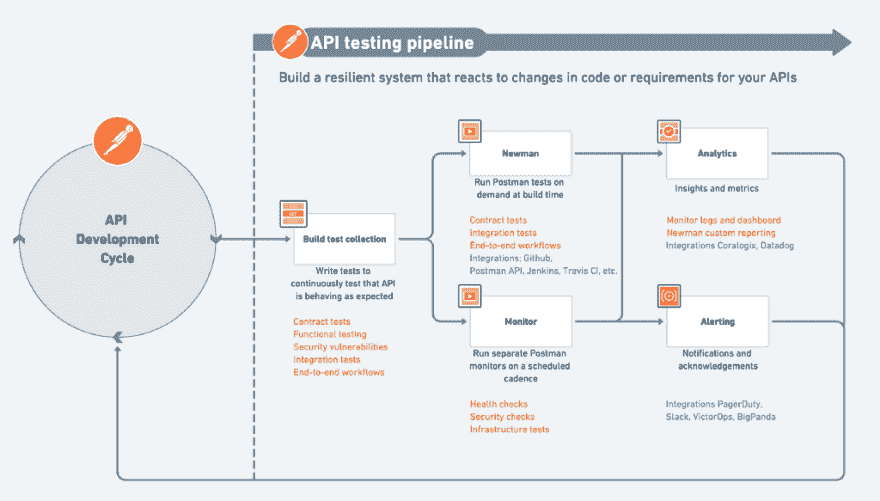 API testing pipeline
Build a resilient system that reacts to changes in code or requirements for your APIs
API
Development
Cycle
Build test collection
Write tests to
continuously test that API
is behaving as expected
Contract tests
Functional testing
Security vulnerabilities
Integration tests
End-to-end workflows
Newman
Run Postman tests on
demand at build time
Contract tests
Integration tests
End-to-end workflows
Integrations: Github,
Postman API, Jenkins, Travis CI, etc.
Monitor
Run separate Postman
monitors on a scheduled
cadence
Health checks
Security checks
Infrastructure tests
Analytics
Insights and metrics
Monitor logs and dashboard
Newman custom reporting
Integrations Coralogix, Datadog
Alerting
Notifications and
acknowledgements
Integrations PagerDuty,
Slack, VictorOps, BigPanda